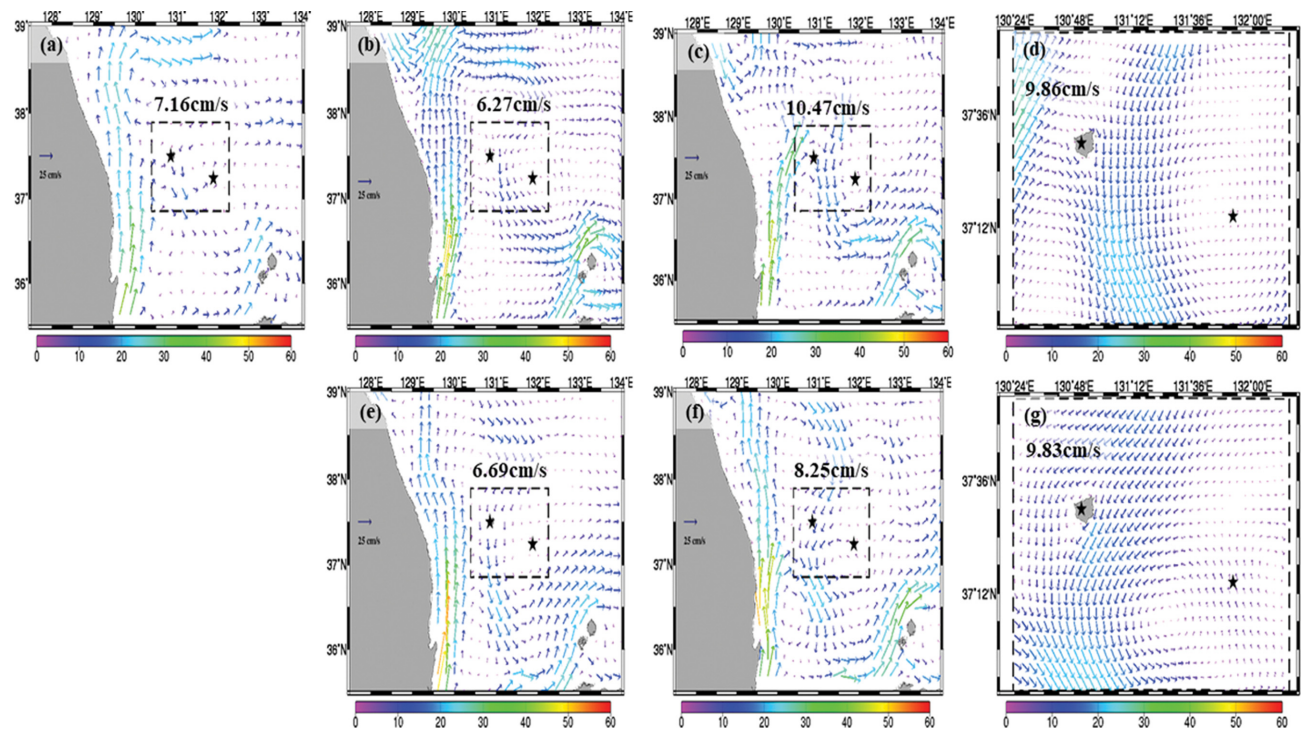 128°E 129°E 130°E 131°E 132°E 133°E 134°E
39° 38°N 37°N 36°N
(a)
7.16cm/s
25 cm/s
0 10 20 30 40 50 60
128°E 129°E 130°E 131°E 132°E 133°E 134°E
39°N 38°N 37°N 36°N
(b)
6.27cm/s
25 cm/s
0 10 20 30 40 50 60
128°E 129°E 130°E 131°E 132°E 133°E 134°E
39°N 38°N 37°N 36°N
(c)
10.47cm/s
25 cm/s
0 10 20 30 40 50 60
130°24'E 130°48'E 131°12'E 131°36'E 132°00'E
37°36'N 37°12'N
(d)
9.86cm/s
0 10 20 30 40 50 60
128°E 129°E 130°E 131°E 132°E 133°E 134°E
39°N 38°N 37°N 36°N
(e)
6.69cm/s
25 cm/s
0 10 20 30 40 50 60
128°E 129°E 130°E 131°E 132°E 133°E 134°E
39°N 38°N 37°N 36°N
(f)
8.25cm/s
25 cm/s
0 10 20 30 40 50 60
130°24'E 130°48'E 131°12'E 131°36'E 132°00'E
37°36'N 37°12'N
(g)
9.83cm/s
0 10 20 30 40 50 60